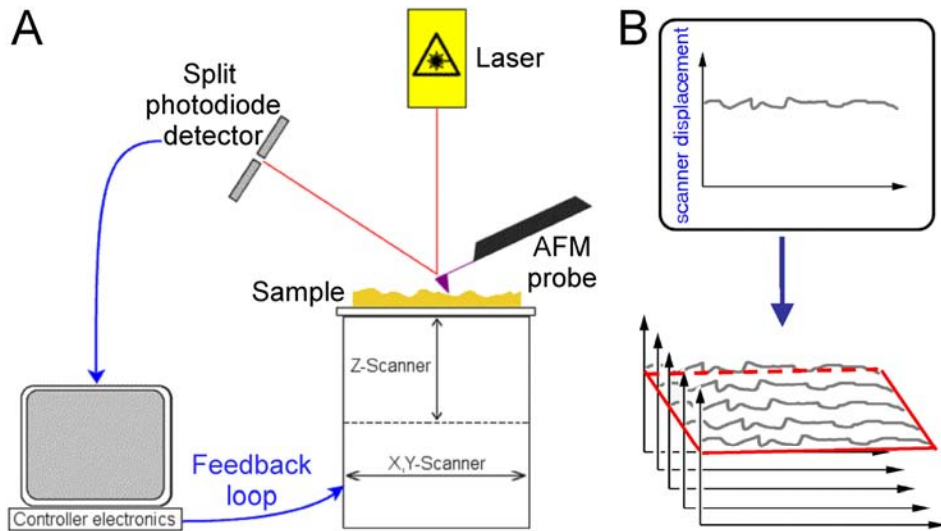 A
Laser
Split
photodiode
detector
AFM
probe
Sample
Z-Scanner
X,Y-Scanner
Feedback
loop
Controller electronics
B
scanner displacement